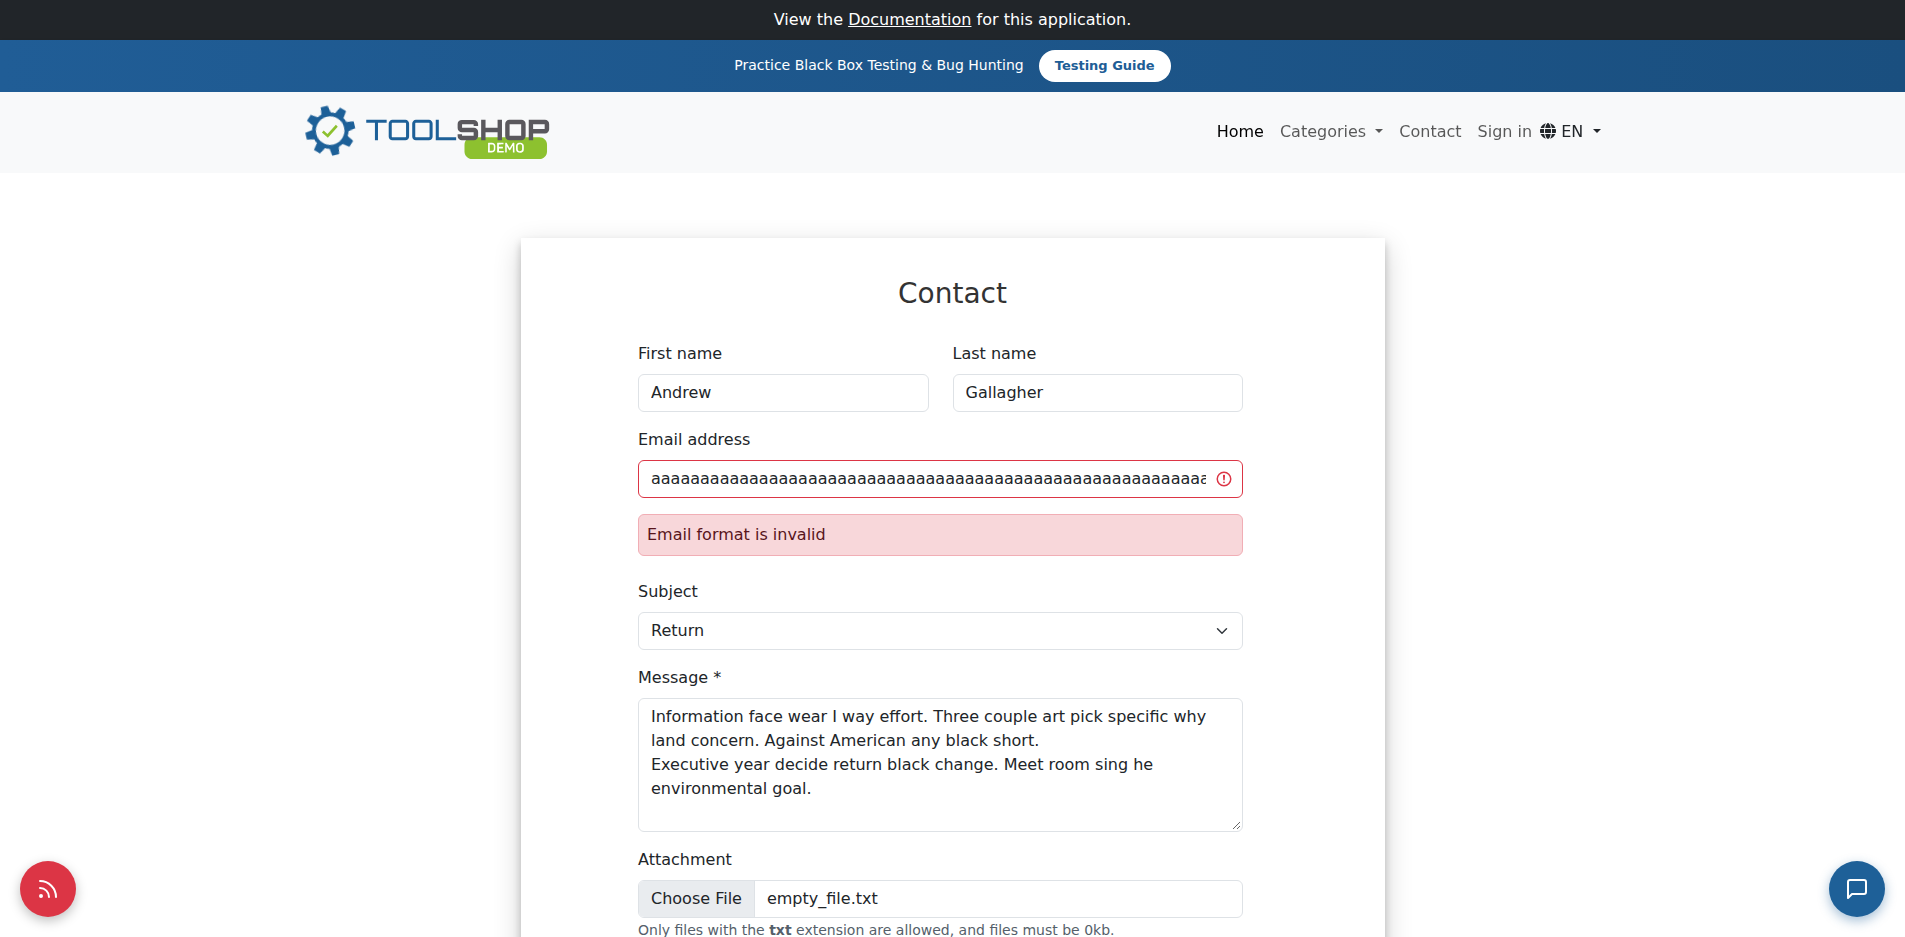 View the Documentation for this application.
Practice Black Box Testing & Bug Hunting Testing Guide
TOOLSHOP
DEMO
Home Categories Contact Sign in EN
Contact
First name Last name
Andrew Gallagher
Email address
aaaaaaaaaaaaaaaaaaaaaaaaaaaaaaaaaaaaaaaaaaaaaaaaaaaaaaaaa
Email format is invalid
Subject
Return
Message *
Information face wear I way effort. Three couple art pick specific why
land concern. Against American any black short.
Executive year decide return black change. Meet room sing he
environmental goal.
Attachment
Choose File empty_file.txt
Only files with the txt extension are allowed, and files must be 0kb.